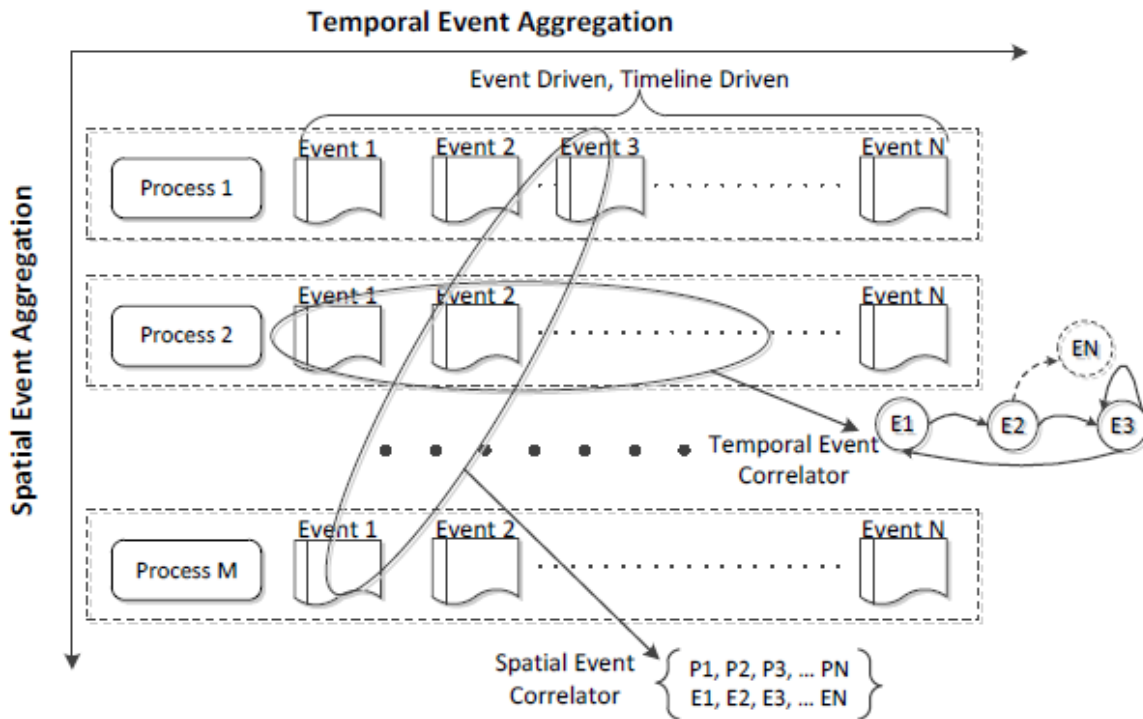 Temporal Event Aggregation
Event Driven, Timeline Driven
Event 1
Event 2
Event 3
Event N
Process 1
Event 1
Event 2
Event N
Process 2
EN
E1
E2
E3
Temporal Event
Correlator
Event 1
Event 2
Event N
Process M
Spatial Event
Correlator
P1, P2, P3, ... PN
E1, E2, E3, ... EN
Spatial Event Aggregation